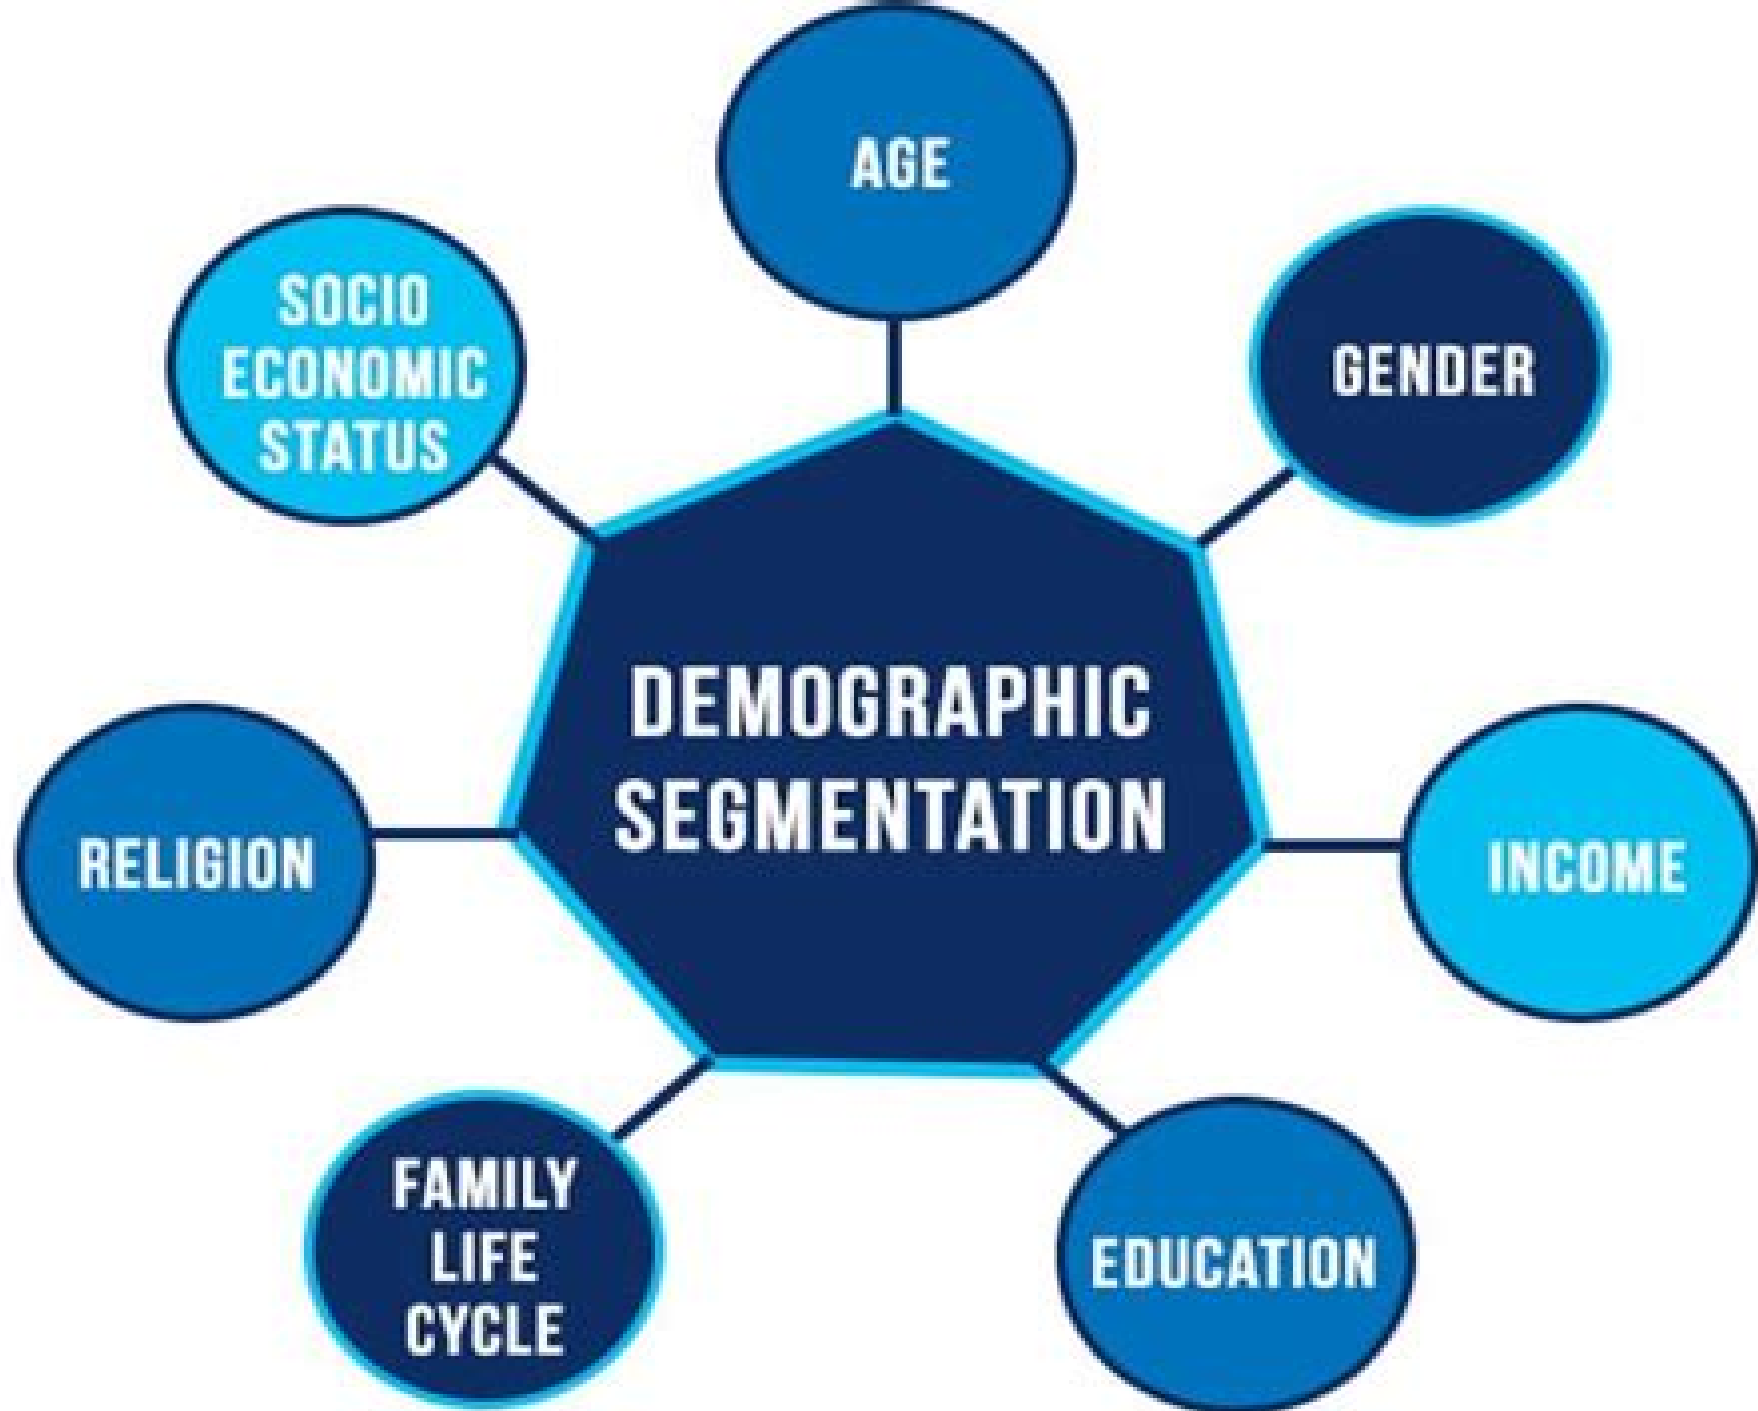 AGE
SOCIO
ECONOMIC
STATUS
GENDER
DEMOGRAPHIC
SEGMENTATION
RELIGION
INCOME
FAMILY
LIFE
CYCLE
EDUCATION